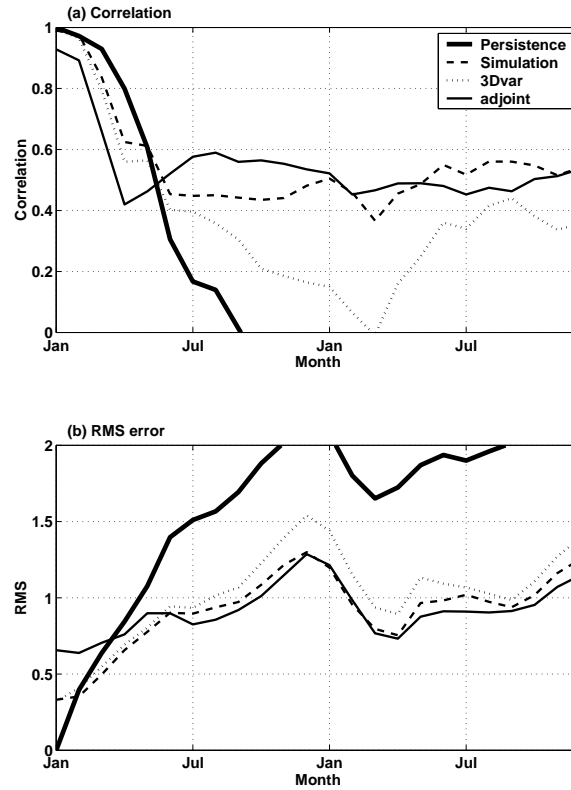 (a) Correlation
1
0.8
0.6
0.4
0.2
0
Correlation
Persistence
Simulation
3Dvar
adjoint
Jan
Jul
Jan
Jul
Month
(b) RMS error
2
1.5
1
0.5
0
RMS
Jan
Jul
Jan
Jul
Month